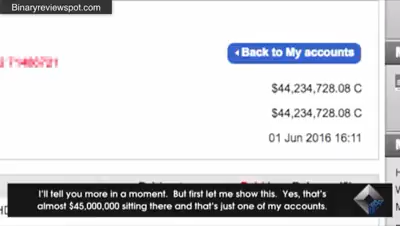 Binaryreviewspot.com
Back to My accounts
71480721
$44,234,728.08 C
$44,234,728.08 C
01 Jun 2016 16:11
I'll tell you more in a moment. But first let me show this. Yes, that's
almost $45,000,000 sitting there and that's just one of my accounts.